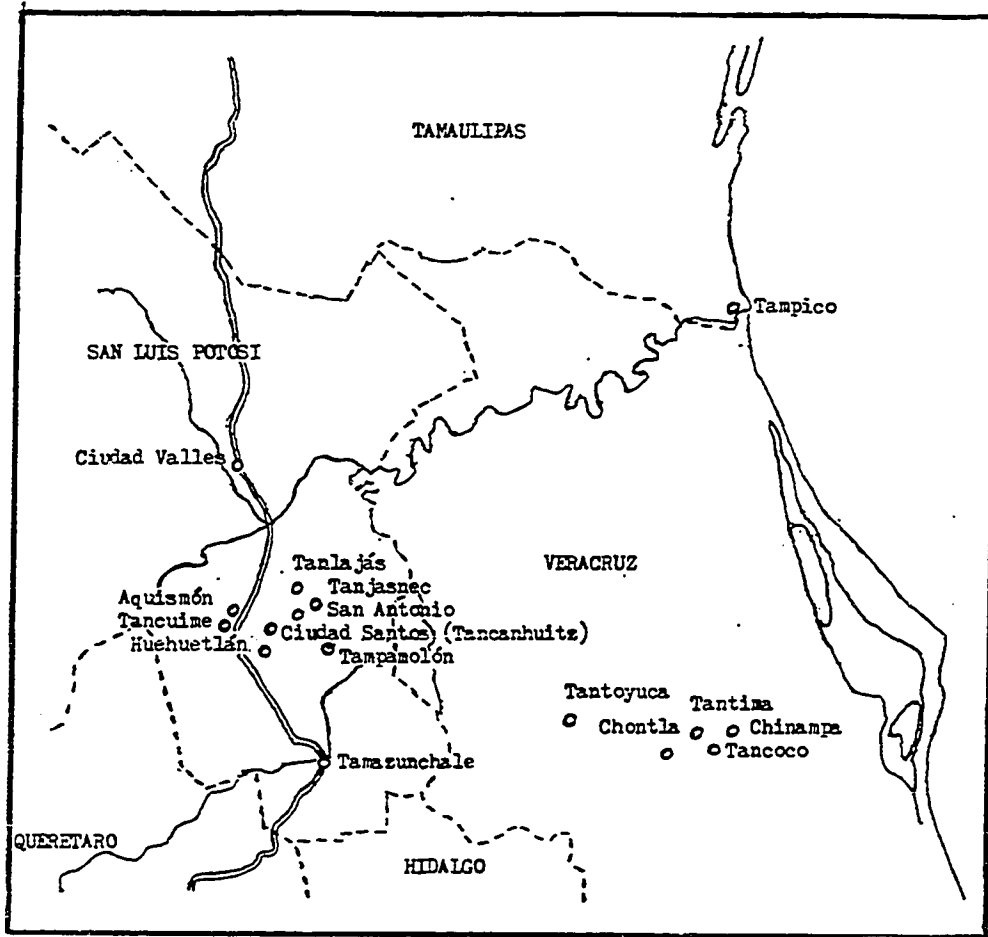 TAMAULIPAS
Tampico
SAN LUIS POTOSI
Ciudad Valles
VERACRUZ
Tanlajás
Tanjasnec
Aquismón
San Antonio
Tancuime
Ciudad Santos (Tancanhuitz)
Huehuetlán
Tampamolón
Tantoyuca
Tantima
Chontla
Chinampa
Tancoco
Tamazunchale
QUERETARO
HIDALGO